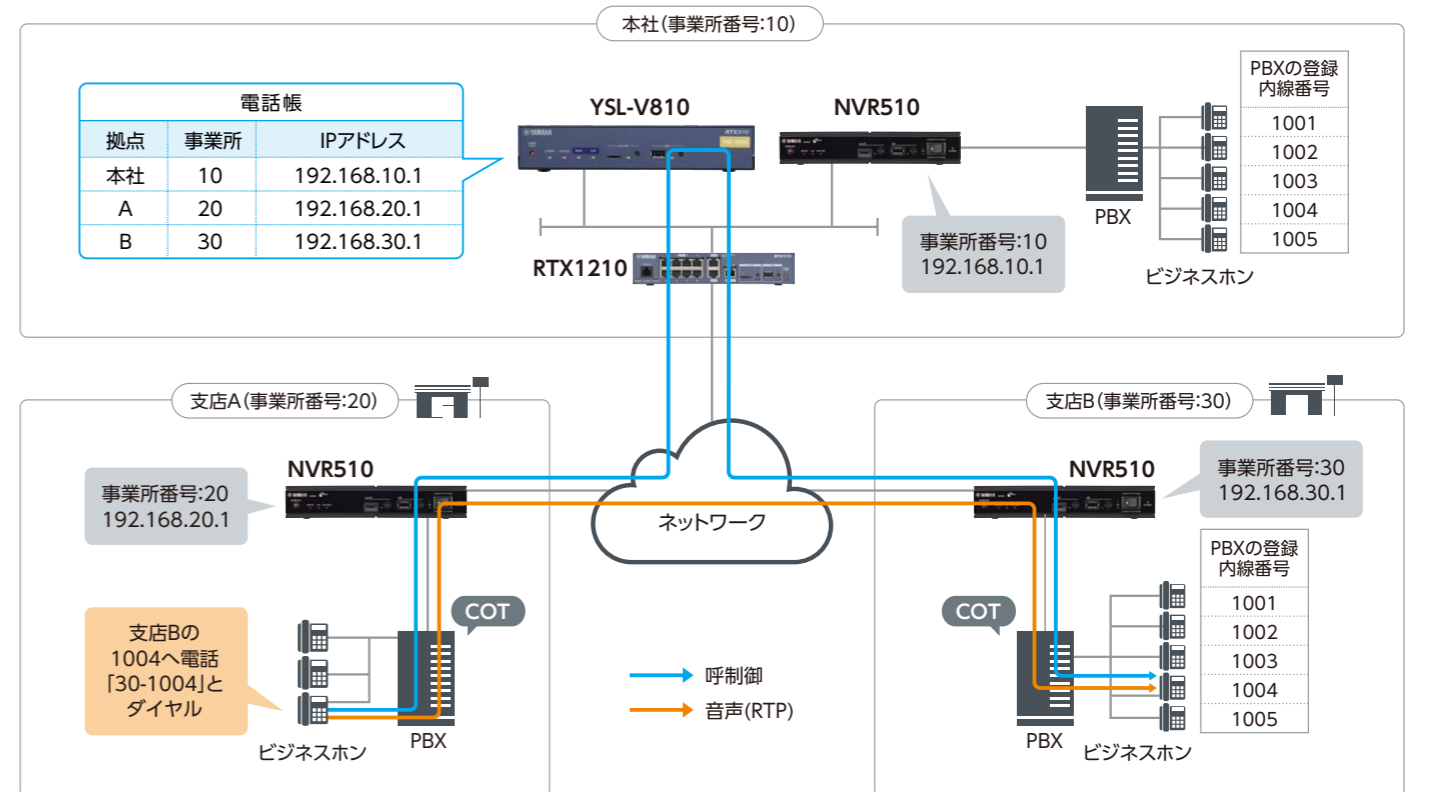 本社(事業所番号:10)
電話帳
拠点 事業所 IPアドレス
本社 10 192.168.10.1
A 20 192.168.20.1
B 30 192.168.30.1
YSL-V810
YAMAHA
NVR510
YAMAHA
事業所番号:10
192.168.10.1
RTX1210
PBX
PBXの登録
内線番号
1001
1002
1003
1004
1005
ビジネスホン
支店A(事業所番号:20)
NVR510
事業所番号:20
192.168.20.1
支店Bの
1004へ電話
「30-1004」と
ダイヤル
COT
PBX
ビジネスホン
ネットワーク
呼制御
音声(RTP)
支店B(事業所番号:30)
NVR510
事業所番号:30
192.168.30.1
COT
PBX
ビジネスホン
PBXの登録
内線番号
1001
1002
1003
1004
1005